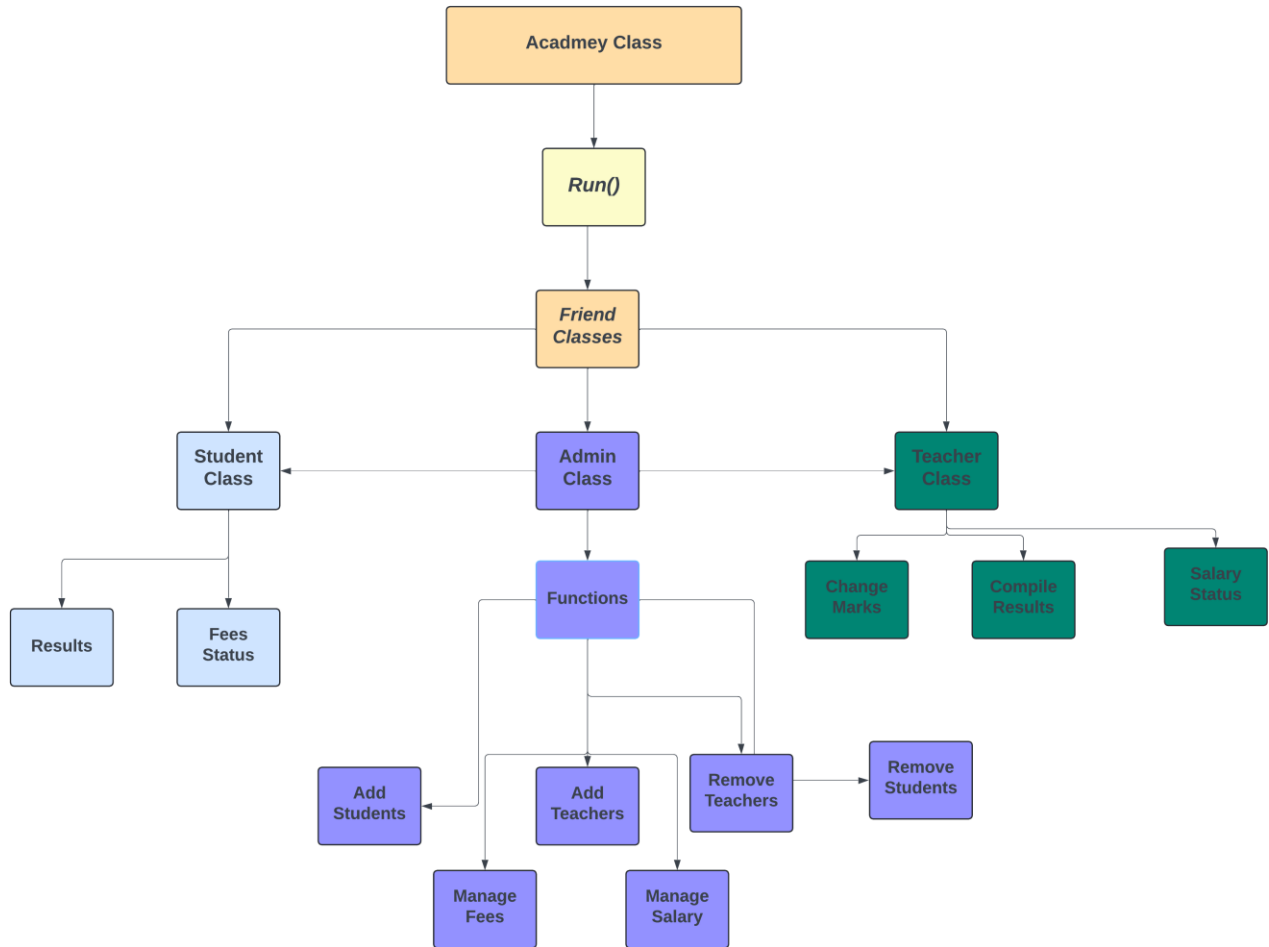 Acadmey Class
Run()
Friend
Classes
Student
Class
Admin
Class
Teacher
Class
Functions
Change
Marks
Compile
Results
Salary
Status
Results
Fees
Status
Add
Students
Add
Teachers
Remove
Teachers
Remove
Students
Manage
Fees
Manage
Salary